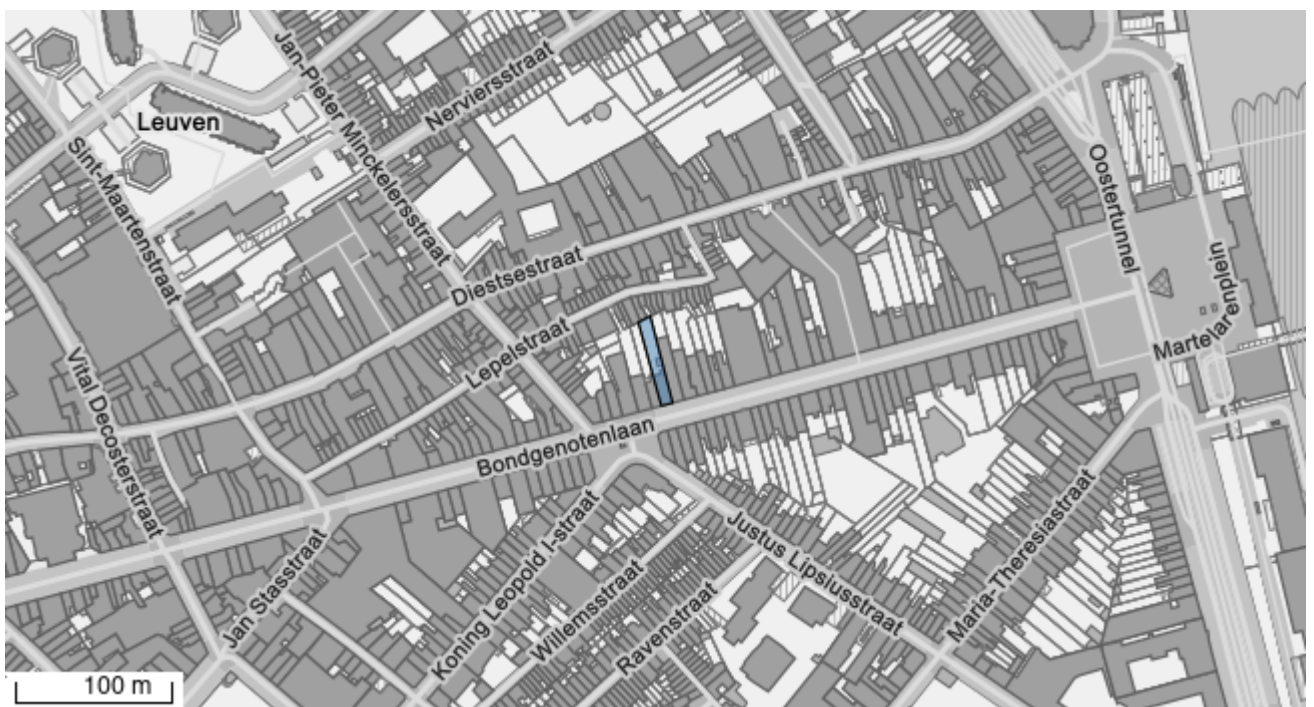 Jan-Pieter Minckelersstraat
Nerviersstraat
Leuven
Sint-Maartenstraat
Oostertunnel
Diestsestraat
Martelarenplein
Lepelstraat
Vital Decosterstraat
Bondgenotenlaan
Jan Stasstraat
Koning Leopold I-straat
Justus Lipsiusstraat
Maria-Theresiastraat
Willemsstraat
Ravenstraat
100 m